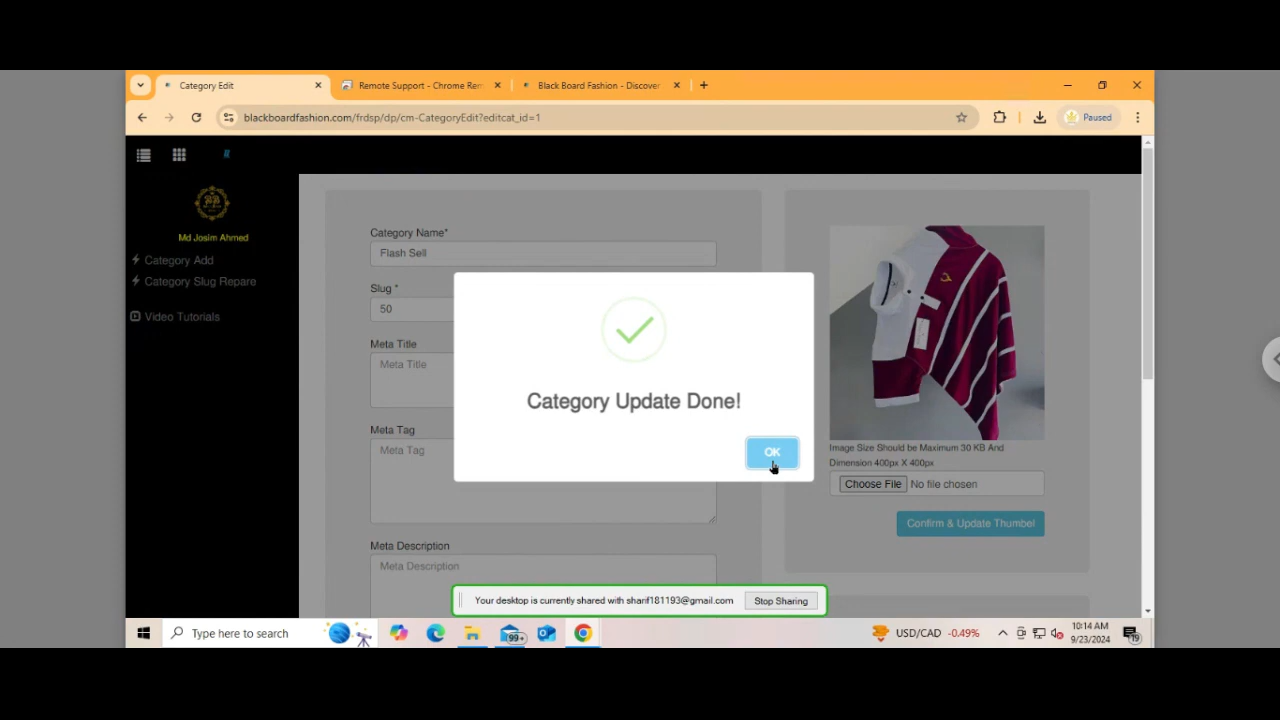 Category Edit
Remote Support - Chrome Rem
Black Board Fashion - Discover
blackboardfashion.com/frdsp/dp/cm-CategoryEdit?editcat_id=1
Paused
Md Josim Ahmed
Category Add
Category Slug Repare
Video Tutorials
Category Name*
Flash Sell
Slug *
50
Meta Title
Meta Title
Meta Tag
Meta Tag
Meta Description
Meta Description
Category Update Done!
OK
Image Size Should be Maximum 30 KB And
Dimension 400px X 400px
Choose File No file chosen
Confirm & Update Thumbel
Your desktop is currently shared with sharif181193@gmail.com Stop Sharing
Type here to search
99+
USD/CAD -0.49%
10:14 AM
9/23/2024
19